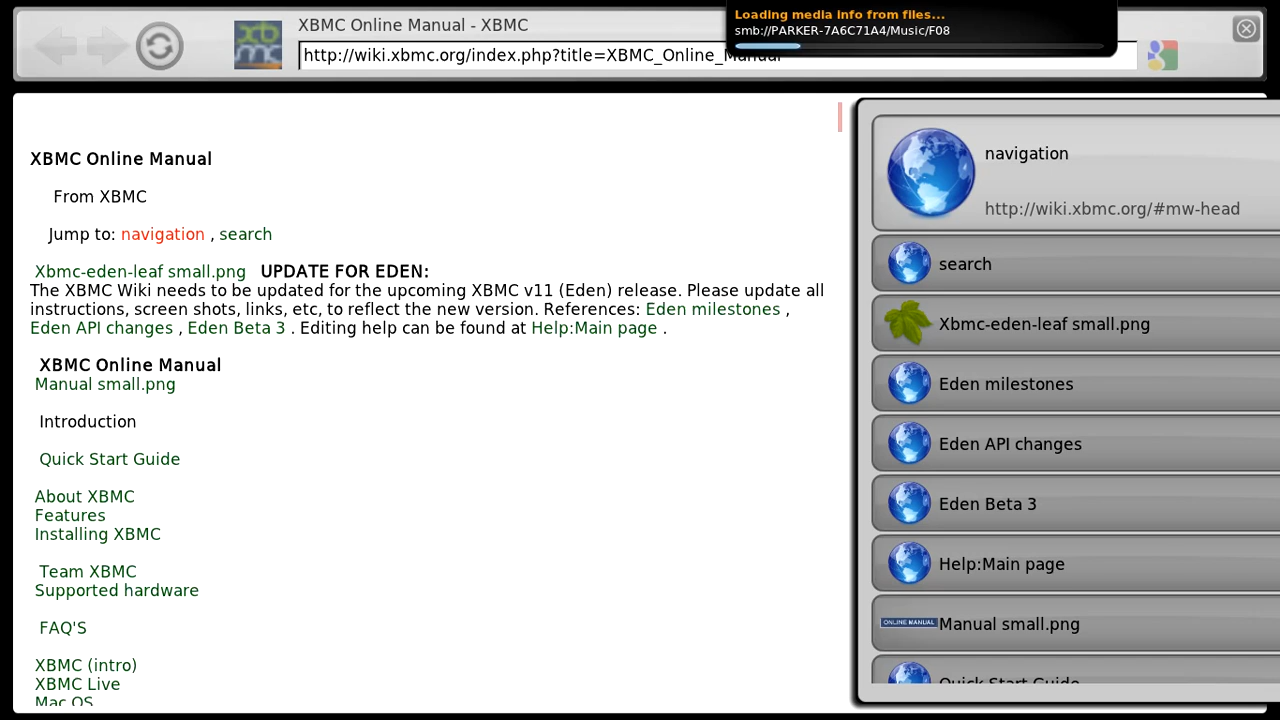 XBMC Online Manual - XBMC
Loading media info from files...
smb://PARKER-7A6C71A4/Music/F08
http://wiki.xbmc.org/index.php?title=XBMC_Online_Manual
XBMC Online Manual
From XBMC
Jump to: navigation , search
Xbmc-eden-leaf small.png UPDATE FOR EDEN:
The XBMC Wiki needs to be updated for the upcoming XBMC v11 (Eden) release. Please update all
instructions, screen shots, links, etc, to reflect the new version. References: Eden milestones ,
Eden API changes , Eden Beta 3 . Editing help can be found at Help:Main page .
XBMC Online Manual
Manual small.png
Introduction
Quick Start Guide
About XBMC
Features
Installing XBMC
Team XBMC
Supported hardware
FAQ'S
XBMC (intro)
XBMC Live
Mac OS
navigation
http://wiki.xbmc.org/#mw-head
search
Xbmc-eden-leaf small.png
Eden milestones
Eden API changes
Eden Beta 3
Help:Main page
ONLINE MANUAL
Manual small.png
Quick Start Guide